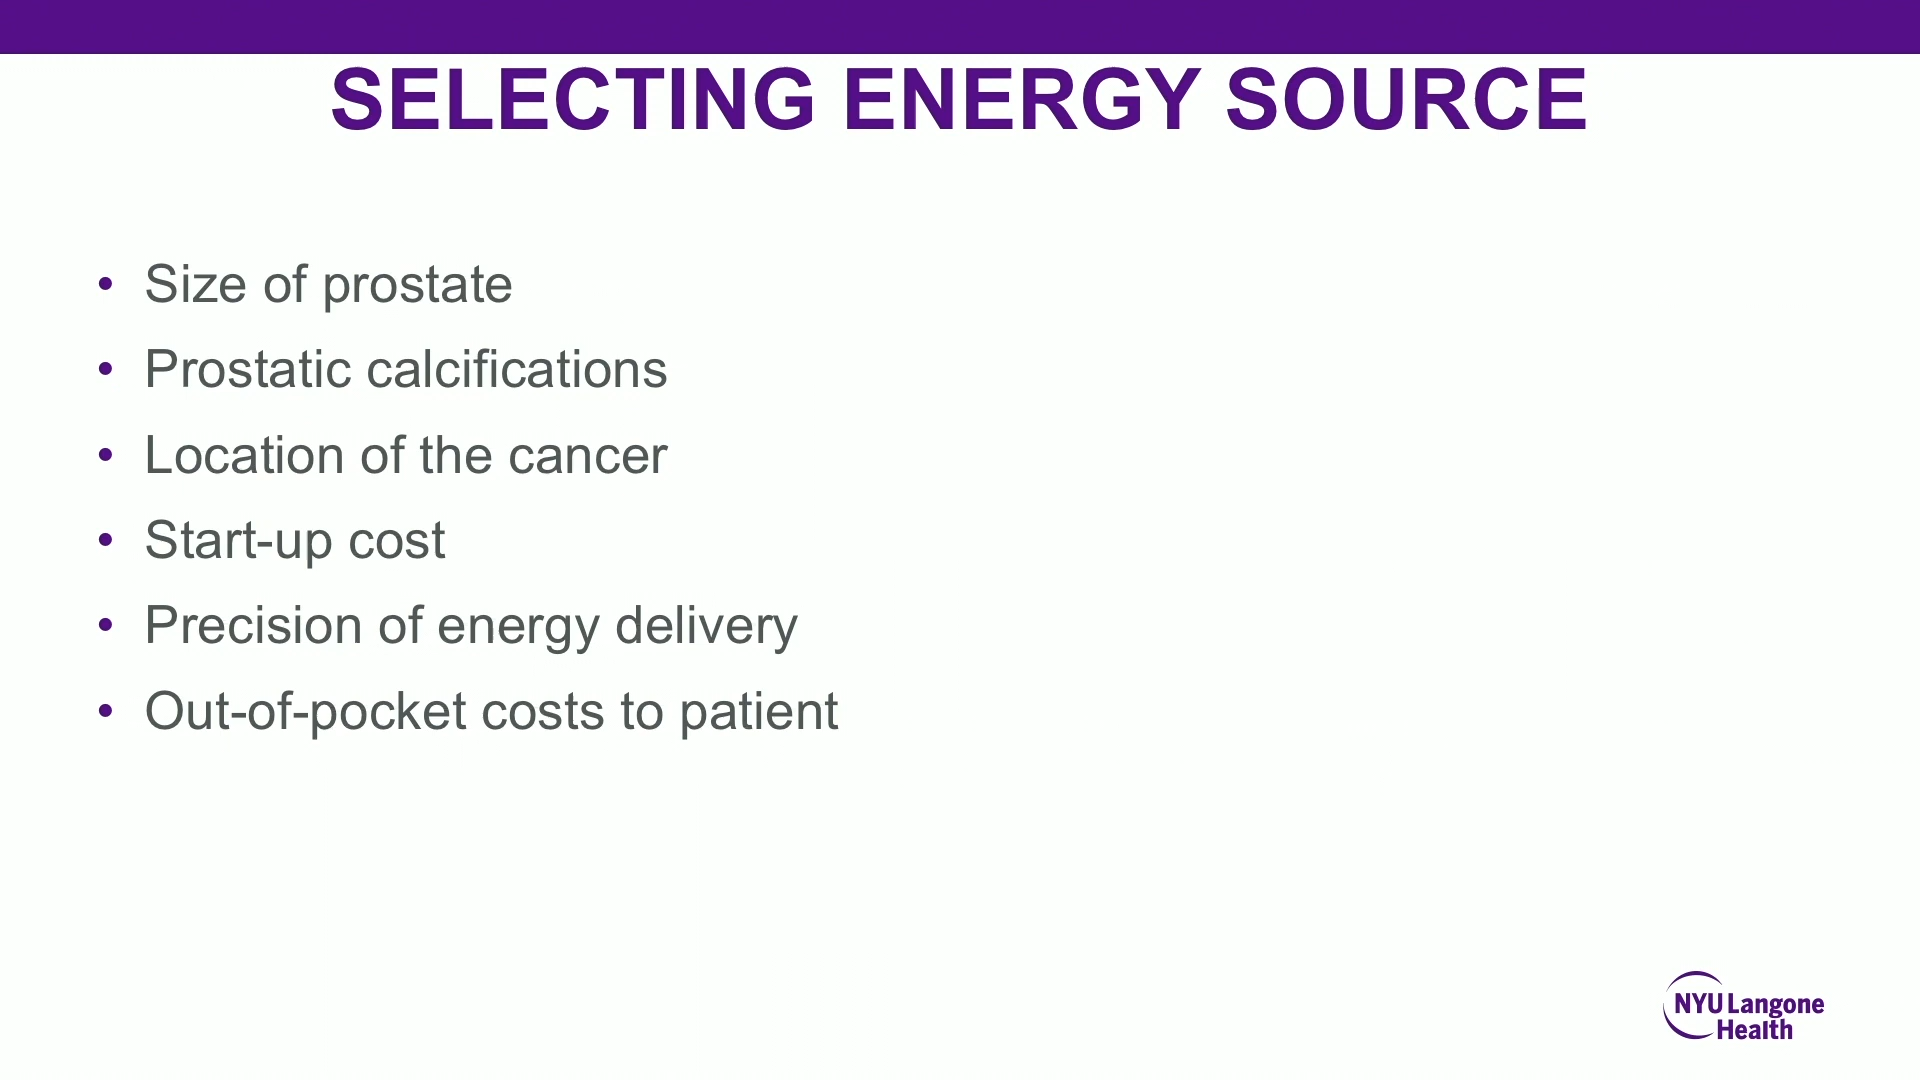 SELECTING ENERGY SOURCE
• Size of prostate
• Prostatic calcifications
• Location of the cancer
• Start-up cost
• Precision of energy delivery
• Out-of-pocket costs to patient
NYU Langone
Health